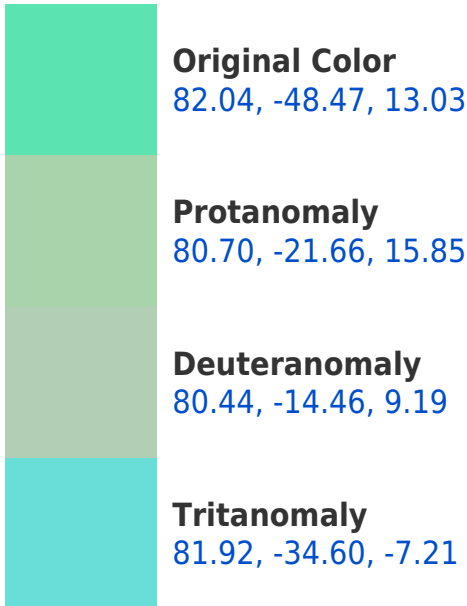 Original Color
82.04, -48.47, 13.03
Protanomaly
80.70, -21.66, 15.85
Deuteranomaly
80.44, -14.46, 9.19
Tritanomaly
81.92, -34.60, -7.21